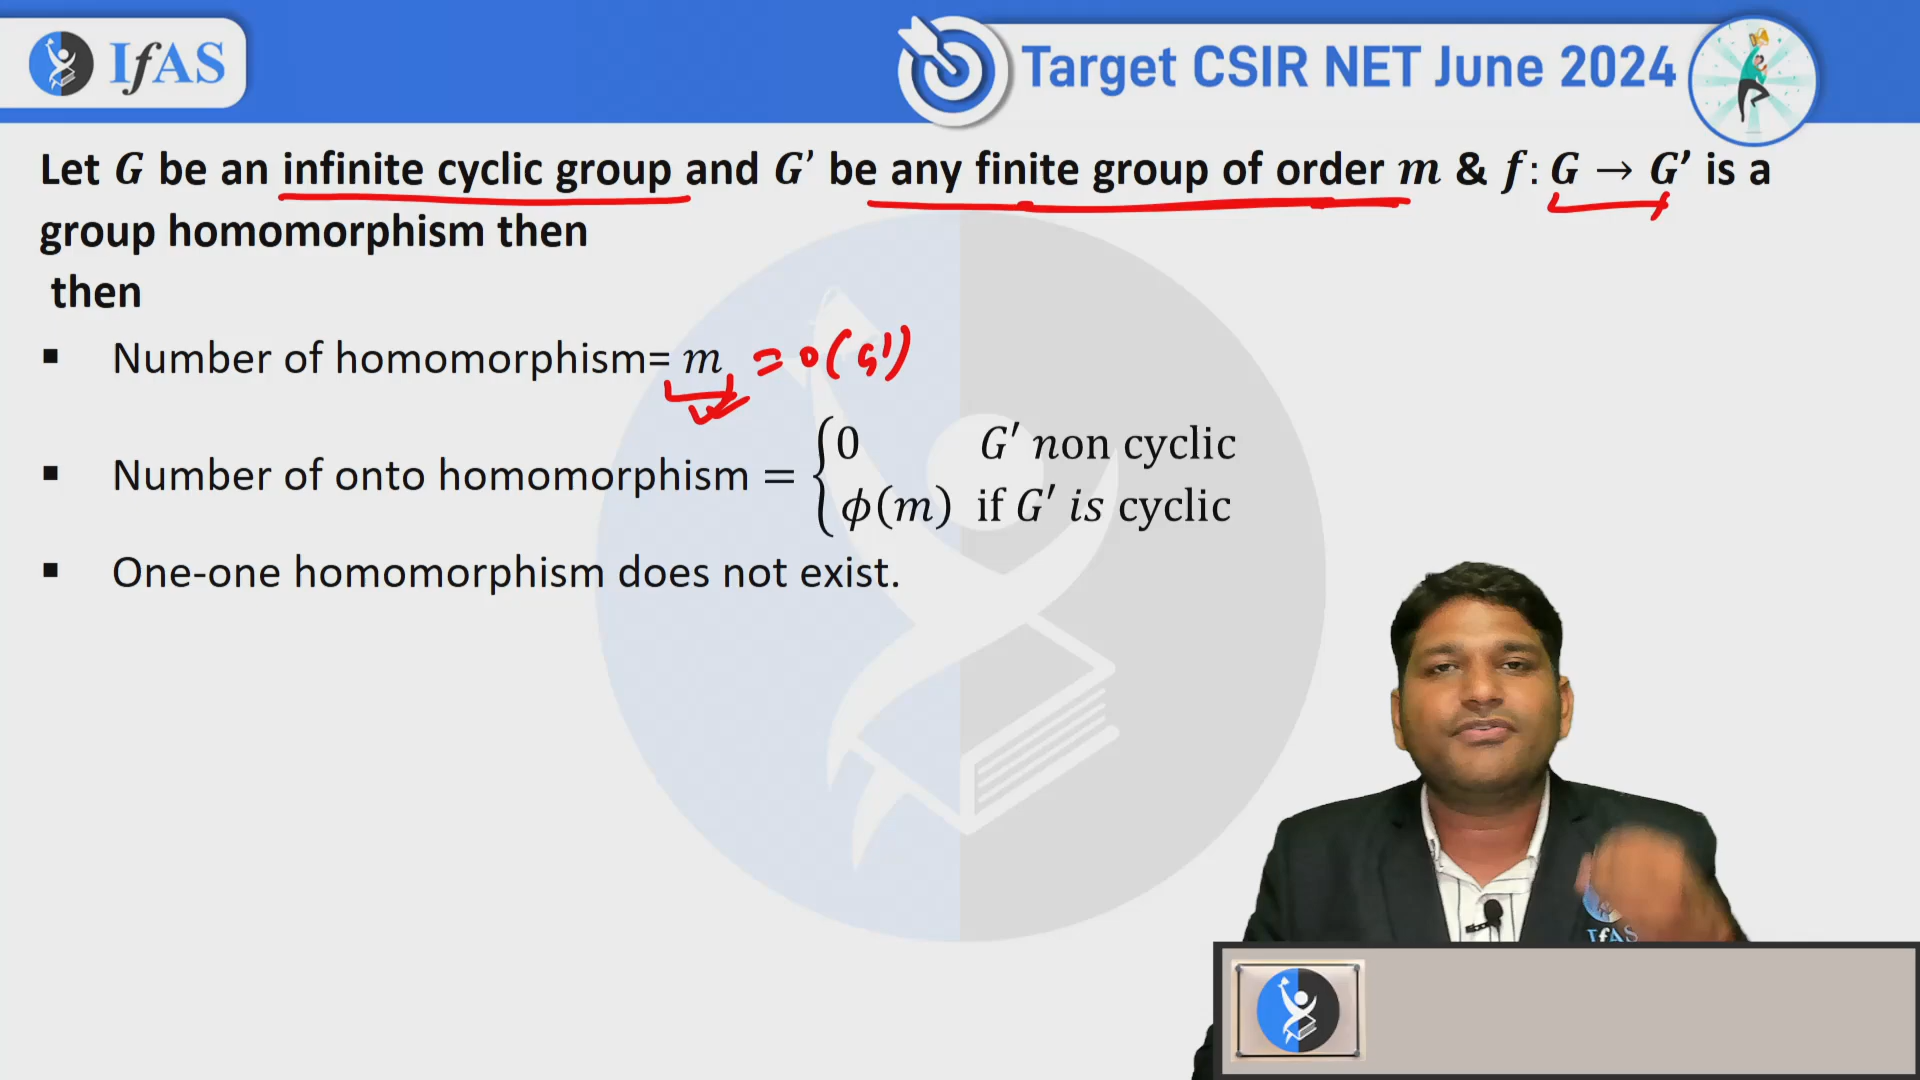 IfAS
Target CSIR NET June 2024
Let G be an infinite cyclic group and G’ be any finite group of order m & f: G → G’ is a
group homomorphism then
then
▪ Number of homomorphism= m = o(G')
▪ Number of onto homomorphism = { 0 G′ non cyclic
ϕ(m) if G′ is cyclic
▪ One-one homomorphism does not exist.
IfAS